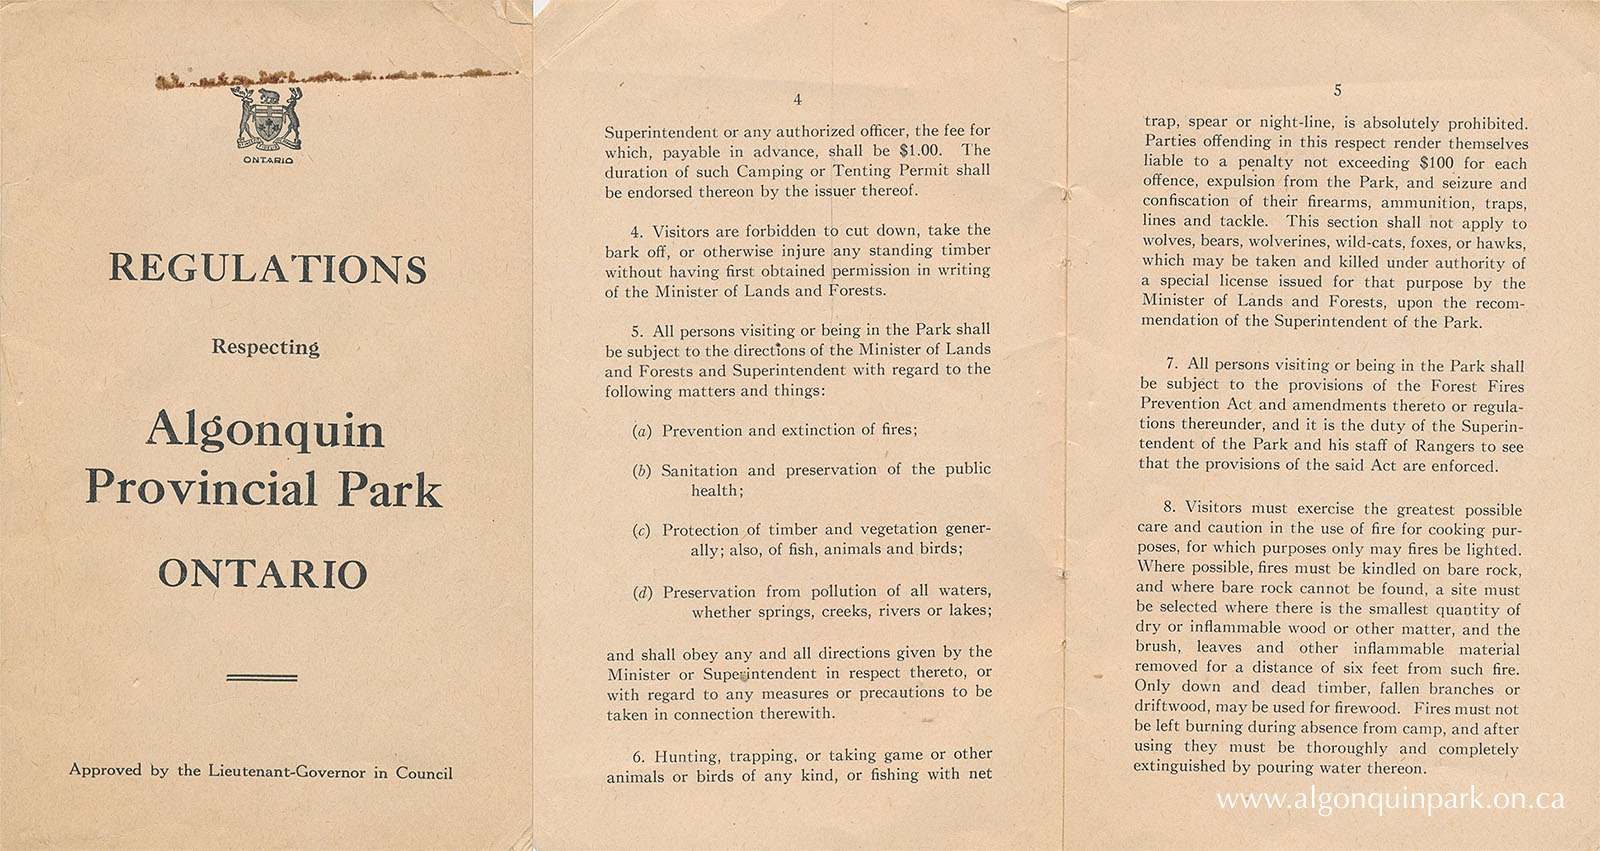 ONTARIO
REGULATIONS
Respecting
Algonquin
Provincial Park
ONTARIO
Approved by the Lieutenant-Governor in Council
4
Superintendent or any authorized officer, the fee for
which, payable in advance, shall be $1.00. The
duration of such Camping or Tenting Permit shall
be endorsed thereon by the issuer thereof.
4. Visitors are forbidden to cut down, take the
bark off, or otherwise injure any standing timber
without having first obtained permission in writing
of the Minister of Lands and Forests.
5. All persons visiting or being in the Park shall
be subject to the directions of the Minister of Lands
and Forests and Superintendent with regard to the
following matters and things:
(a) Prevention and extinction of fires;
(b) Sanitation and preservation of the public
health;
(c) Protection of timber and vegetation gener-
ally; also, of fish, animals and birds;
(d) Preservation from pollution of all waters,
whether springs, creeks, rivers or lakes;
and shall obey any and all directions given by the
Minister or Superintendent in respect thereto, or
with regard to any measures or precautions to be
taken in connection therewith.
6. Hunting, trapping, or taking game or other
animals or birds of any kind, or fishing with net
5
trap, spear or night-line, is absolutely prohibited.
Parties offending in this respect render themselves
liable to a penalty not exceeding $100 for each
offence, expulsion from the Park, and seizure and
confiscation of their firearms, ammunition, traps,
lines and tackle. This section shall not apply to
wolves, bears, wolverines, wild-cats, foxes, or hawks,
which may be taken and killed under authority of
a special license issued for that purpose by the
Minister of Lands and Forests, upon the recom-
mendation of the Superintendent of the Park.
7. All persons visiting or being in the Park shall
be subject to the provisions of the Forest Fires
Prevention Act and amendments thereto or regula-
tions thereunder, and it is the duty of the Superin-
tendent of the Park and his staff of Rangers to see
that the provisions of the said Act are enforced.
8. Visitors must exercise the greatest possible
care and caution in the use of fire for cooking pur-
poses, for which purposes only may fires be lighted.
Where possible, fires must be kindled on bare rock,
and where bare rock cannot be found, a site must
be selected where there is the smallest quantity of
dry or inflammable wood or other matter, and the
brush, leaves and other inflammable material
removed for a distance of six feet from such fire.
Only down and dead timber, fallen branches or
driftwood, may be used for firewood. Fires must not
be left burning during absence from camp, and after
using they must be thoroughly and completely
extinguished by pouring water thereon.
www.algonquinpark.on.ca